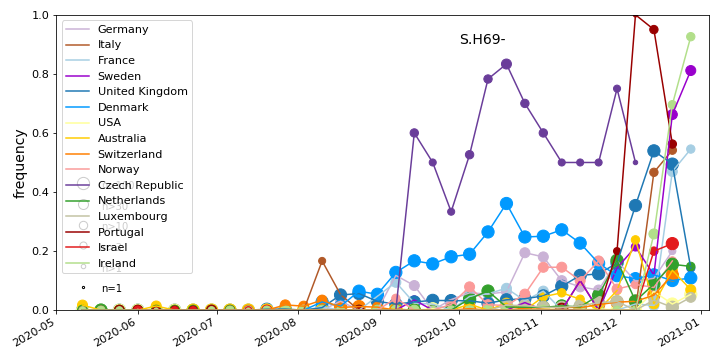 S.H69-
frequency
1.0
0.8
0.6
0.4
0.2
0.0
Germany
Italy
France
Sweden
United Kingdom
Denmark
USA
Australia
Switzerland
Norway
Czech Republic
Netherlands
Luxembourg
Portugal
Israel
Ireland
n=1
2020-05
2020-06
2020-07
2020-08
2020-09
2020-10
2020-11
2020-12
2021-01